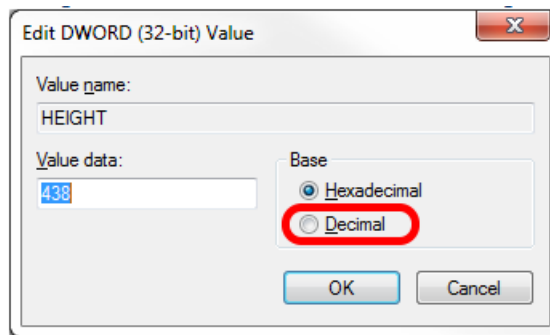 Edit DWORD (32-bit) Value
Value name:
HEIGHT
Value data:
438
Base
Hexadecimal
Decimal
OK
Cancel